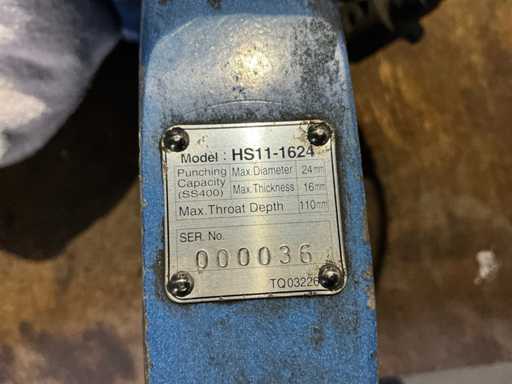 Model : HS11-1624
Punching Capacity (SS400) Max.Diameter 24mm
Max.Thickness 16mm
Max.Throat Depth 110mm
SER. No.
000036
TQ03226